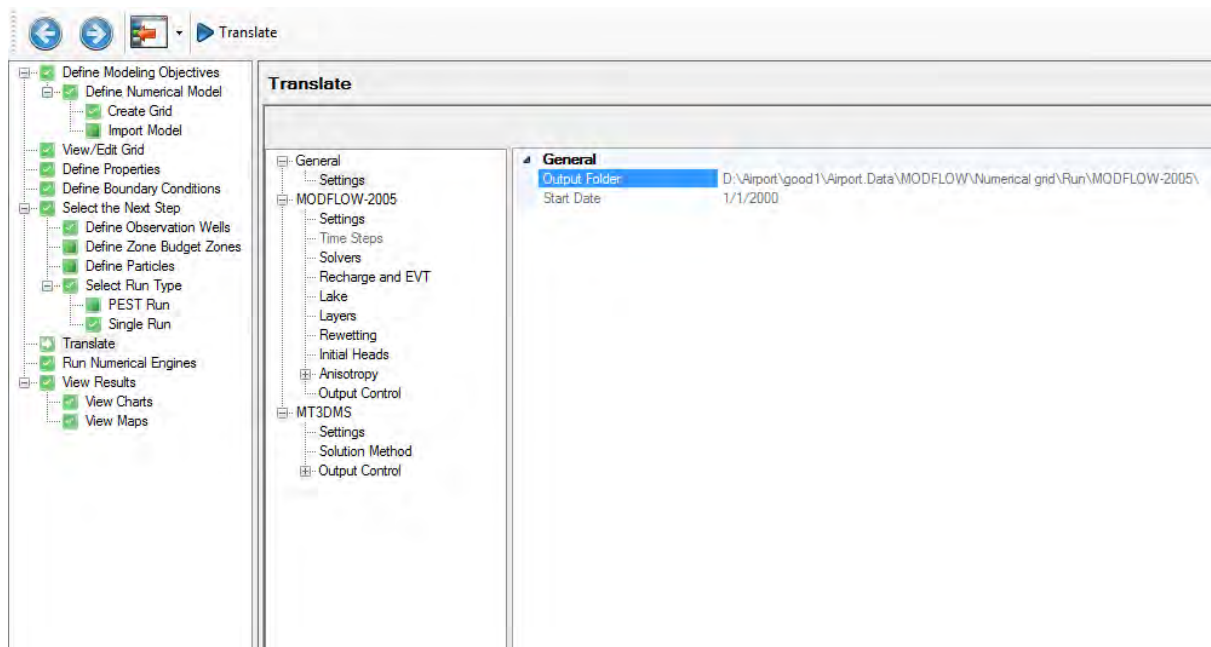 Translate
Define Modeling Objectives
Define Numerical Model
Create Grid
Import Model
View/Edit Grid
Define Properties
Define Boundary Conditions
Select the Next Step
Define Observation Wells
Define Zone Budget Zones
Define Particles
Select Run Type
PEST Run
Single Run
Translate
Run Numerical Engines
View Results
View Charts
View Maps
Translate
General
Settings
MODFLOW-2005
Settings
Time Steps
Solvers
Recharge and EVT
Lake
Layers
Rewetting
Initial Heads
Anisotropy
Output Control
MT3DMS
Settings
Solution Method
Output Control
General
Output Folder D:\Airport\good1\Airport.Data\MODFLOW\Numerical grid\Run\MODFLOW-2005\
Start Date 1/1/2000